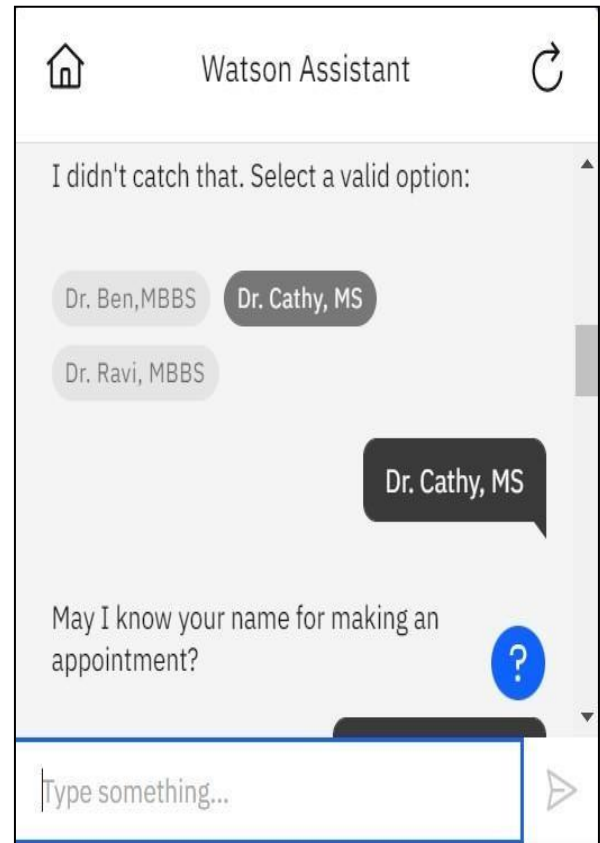 Watson Assistant
I didn't catch that. Select a valid option:
Dr. Ben,MBBS
Dr. Cathy, MS
Dr. Ravi, MBBS
Dr. Cathy, MS
May I know your name for making an
appointment?
?
Type something...